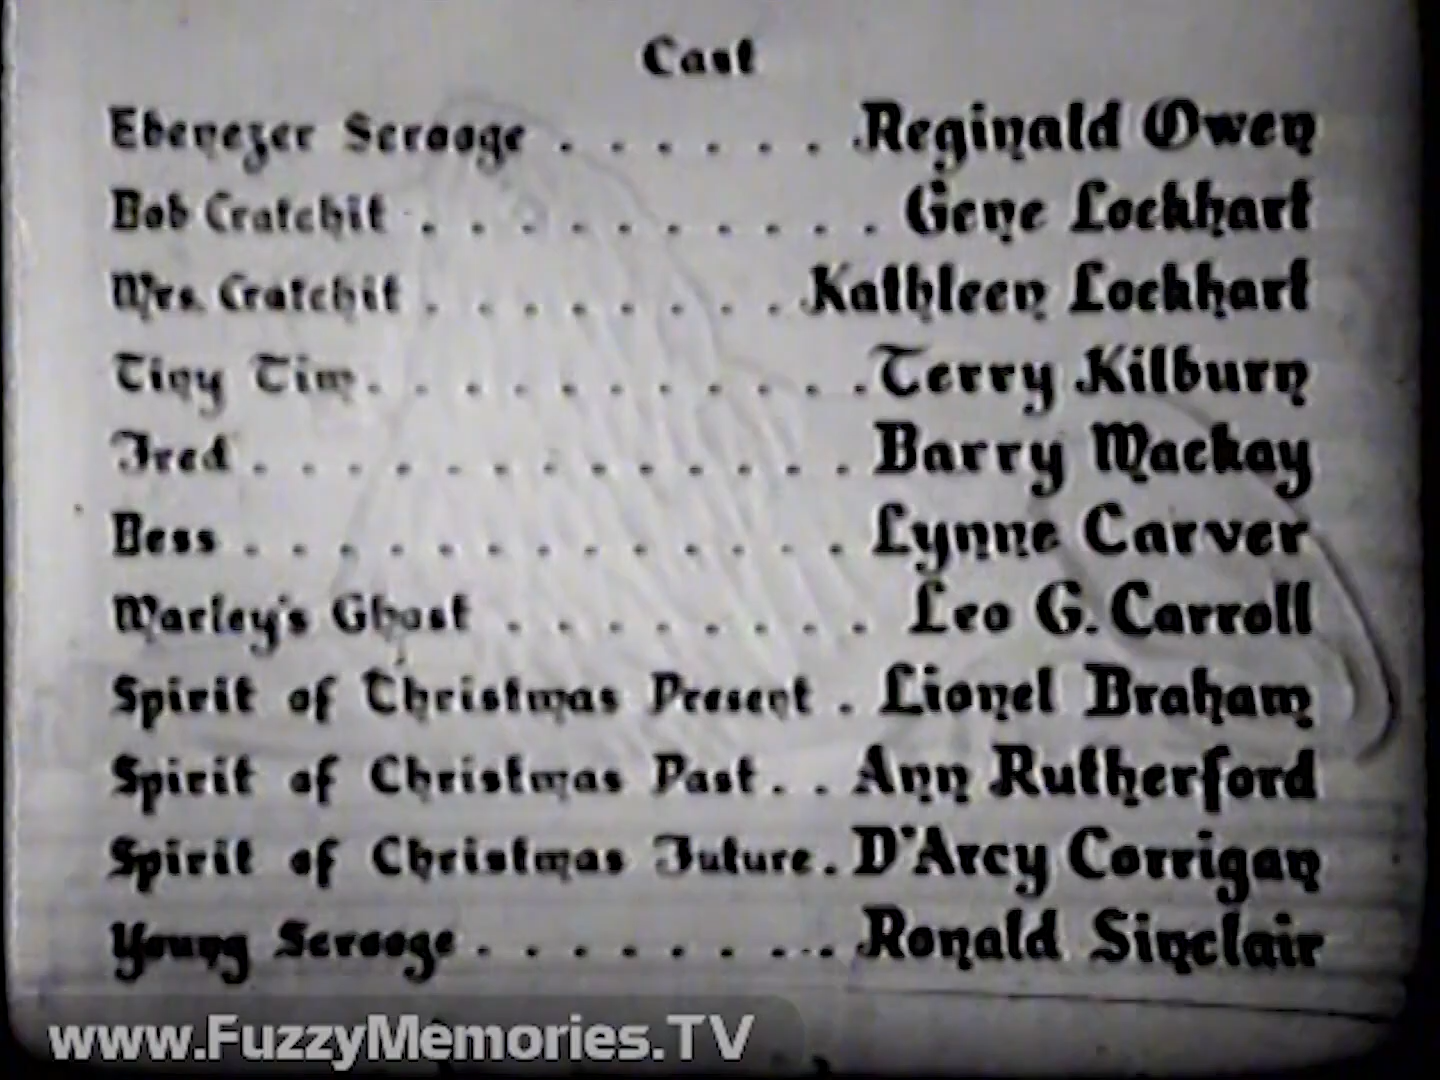 Cast
Ebenezer Scrooge . . . . . . . Reginald Owen
Bob Cratchit . . . . . . . . . . Gene Lockhart
Mrs. Cratchit . . . . . . . . Kathleen Lockhart
Tiny Tim . . . . . . . . . . . Terry Kilburn
Fred . . . . . . . . . . . . . Barry Mackay
Bess . . . . . . . . . . . . . Lynne Carver
Marley's Ghost . . . . . . . . Leo G. Carroll
Spirit of Christmas Present . Lionel Braham
Spirit of Christmas Past . . Ann Rutherford
Spirit of Christmas Future . D'Arcy Corrigan
Young Scrooge . . . . . . . . . Ronald Sinclair
www.FuzzyMemories.TV